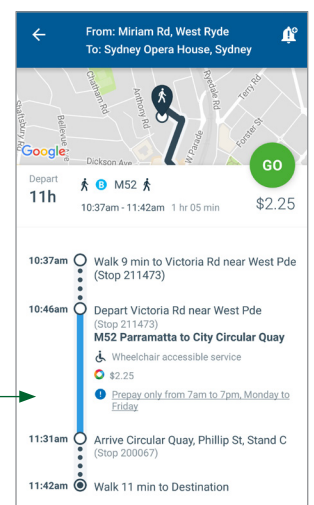 From: Miriam Rd, West Ryde
To: Sydney Opera House, Sydney
Chatham Rd
Anthony Rd
Ryedale Rd
Terry Rd
Shaftsbury Rd
Bellevue
Forster St
W Parade
Dickson Ave
Google
GO
Depart
11h
B M52
10:37am - 11:42am 1 hr 05 min
$2.25
10:37am Walk 9 min to Victoria Rd near West Pde
(Stop 211473)
10:46am Depart Victoria Rd near West Pde
(Stop 211473)
M52 Parramatta to City Circular Quay
Wheelchair accessible service
$2.25
Prepay only from 7am to 7pm, Monday to
Friday
11:31am Arrive Circular Quay, Phillip St, Stand C
(Stop 200067)
11:42am Walk 11 min to Destination